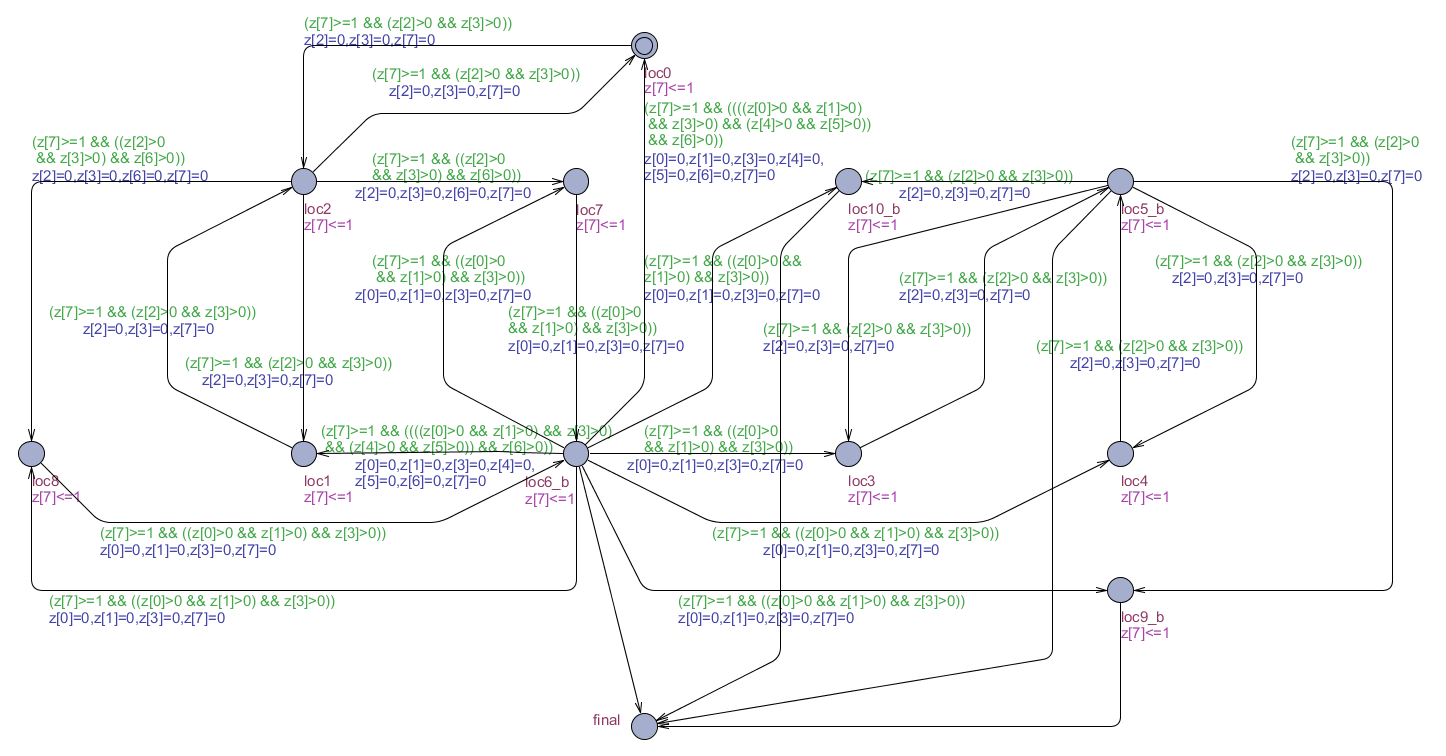 (z[7]>=1 && (z[2]>0 && z[3]>0))
z[2]=0,z[3]=0,z[7]=0
loc0
z[7]<=1
(z[7]>=1 && (z[2]>0 && z[3]>0))
z[2]=0,z[3]=0,z[7]=0
(z[7]>=1 && ((((z[0]>0 && z[1]>0)
&& z[3]>0) && (z[4]>0 && z[5]>0))
&& z[6]>0))
z[0]=0,z[1]=0,z[3]=0,z[4]=0,
z[5]=0,z[6]=0,z[7]=0
(z[7]>=1 && ((z[2]>0
&& z[3]>0) && z[6]>0))
z[2]=0,z[3]=0,z[6]=0,z[7]=0
(z[7]>=1 && ((z[2]>0
&& z[3]>0) && z[6]>0))
z[2]=0,z[3]=0,z[6]=0,z[7]=0
(z[7]>=1 && (z[2]>0 && z[3]>0))
z[2]=0,z[3]=0,z[7]=0
(z[7]>=1 && (z[2]>0
&& z[3]>0))
z[2]=0,z[3]=0,z[7]=0
loc2
z[7]<=1
loc7
z[7]<=1
loc10_b
z[7]<=1
loc5_b
z[7]<=1
(z[7]>=1 && ((z[0]>0
&& z[1]>0) && z[3]>0))
z[0]=0,z[1]=0,z[3]=0,z[7]=0
(z[7]>=1 && ((z[0]>0 &&
z[1]>0) && z[3]>0))
z[0]=0,z[1]=0,z[3]=0,z[7]=0
(z[7]>=1 && (z[2]>0 && z[3]>0))
z[2]=0,z[3]=0,z[7]=0
(z[7]>=1 && (z[2]>0 && z[3]>0))
z[2]=0,z[3]=0,z[7]=0
(z[7]>=1 && (z[2]>0 && z[3]>0))
z[2]=0,z[3]=0,z[7]=0
(z[7]>=1 && ((z[0]>0
&& z[1]>0) && z[3]>0))
z[0]=0,z[1]=0,z[3]=0,z[7]=0
(z[7]>=1 && (z[2]>0 && z[3]>0))
z[2]=0,z[3]=0,z[7]=0
(z[7]>=1 && (z[2]>0 && z[3]>0))
z[2]=0,z[3]=0,z[7]=0
(z[7]>=1 && (z[2]>0 && z[3]>0))
z[2]=0,z[3]=0,z[7]=0
(z[7]>=1 && ((((z[0]>0 && z[1]>0) && z[3]>0)
&& (z[4]>0 && z[5]>0)) && z[6]>0))
z[0]=0,z[1]=0,z[3]=0,z[4]=0,
z[5]=0,z[6]=0,z[7]=0
(z[7]>=1 && ((z[0]>0
&& z[1]>0) && z[3]>0))
z[0]=0,z[1]=0,z[3]=0,z[7]=0
loc8
z[7]<=1
loc1
z[7]<=1
loc6_b
z[7]<=1
loc3
z[7]<=1
loc4
z[7]<=1
(z[7]>=1 && ((z[0]>0 && z[1]>0) && z[3]>0))
z[0]=0,z[1]=0,z[3]=0,z[7]=0
(z[7]>=1 && ((z[0]>0 && z[1]>0) && z[3]>0))
z[0]=0,z[1]=0,z[3]=0,z[7]=0
(z[7]>=1 && ((z[0]>0 && z[1]>0) && z[3]>0))
z[0]=0,z[1]=0,z[3]=0,z[7]=0
(z[7]>=1 && ((z[0]>0 && z[1]>0) && z[3]>0))
z[0]=0,z[1]=0,z[3]=0,z[7]=0
loc9_b
z[7]<=1
final